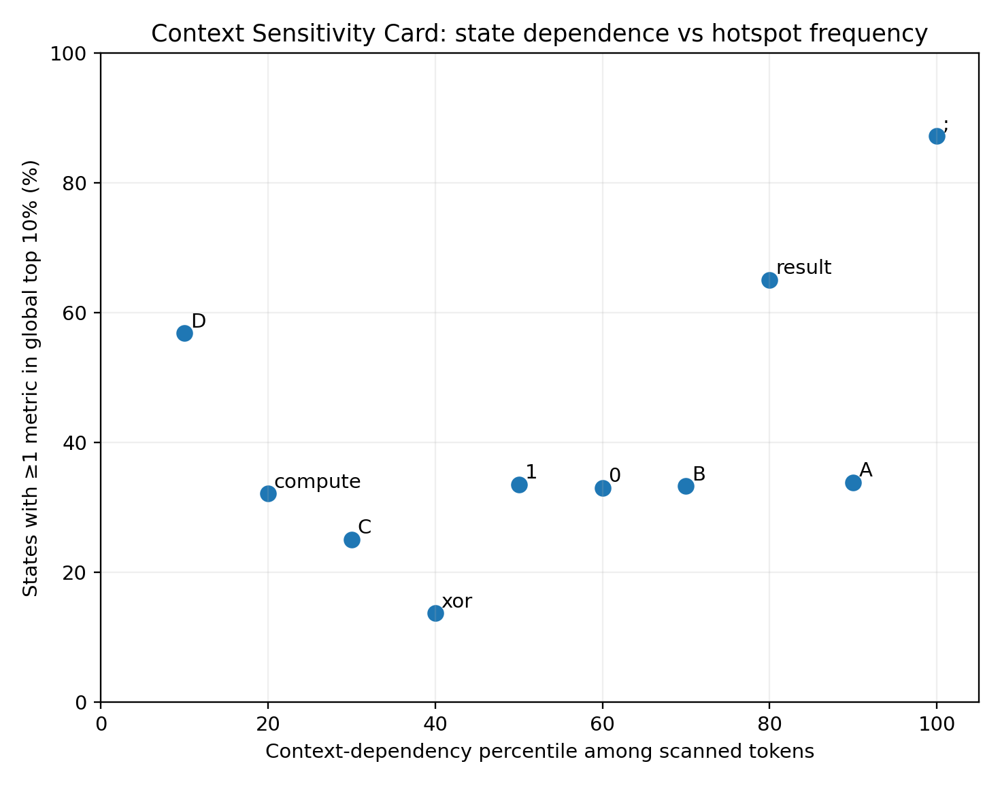 Context Sensitivity Card: state dependence vs hotspot frequency
100
80
60
40
20
0
States with ≥1 metric in global top 10% (%)
;
result
D
A
1
0
B
compute
C
xor
0
20
40
60
80
100
Context-dependency percentile among scanned tokens